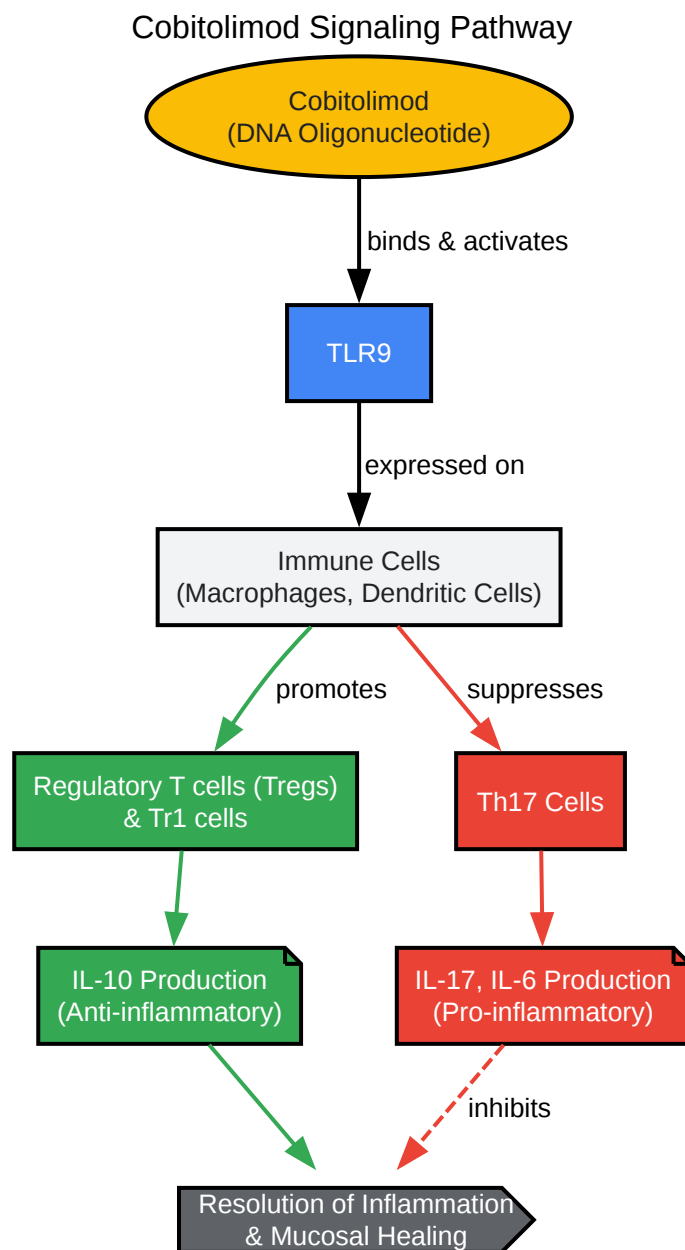 Cobitolimod Signaling Pathway
Cobitolimod
(DNA Oligonucleotide)
binds & activates
TLR9
expressed on
Immune Cells
(Macrophages, Dendritic Cells)
promotes
suppresses
Regulatory T cells (Tregs)
& Tr1 cells
Th17 Cells
IL-10 Production
(Anti-inflammatory)
IL-17, IL-6 Production
(Pro-inflammatory)
inhibits
Resolution of Inflammation
& Mucosal Healing